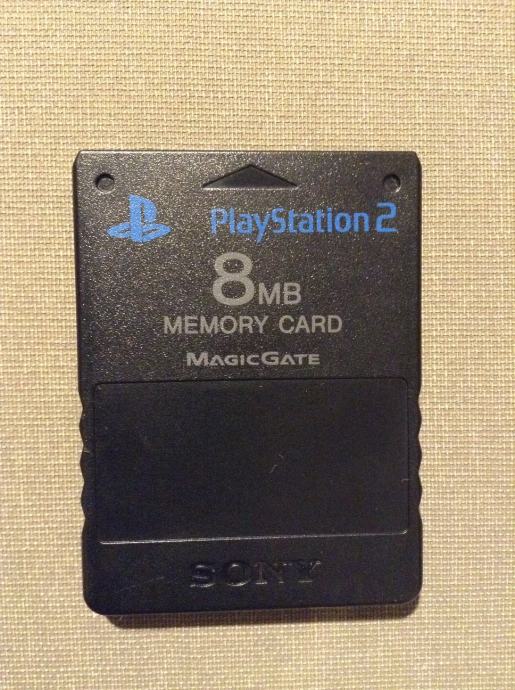 PlayStation 2
8MB
MEMORY CARD
MAGICGATE
SONY